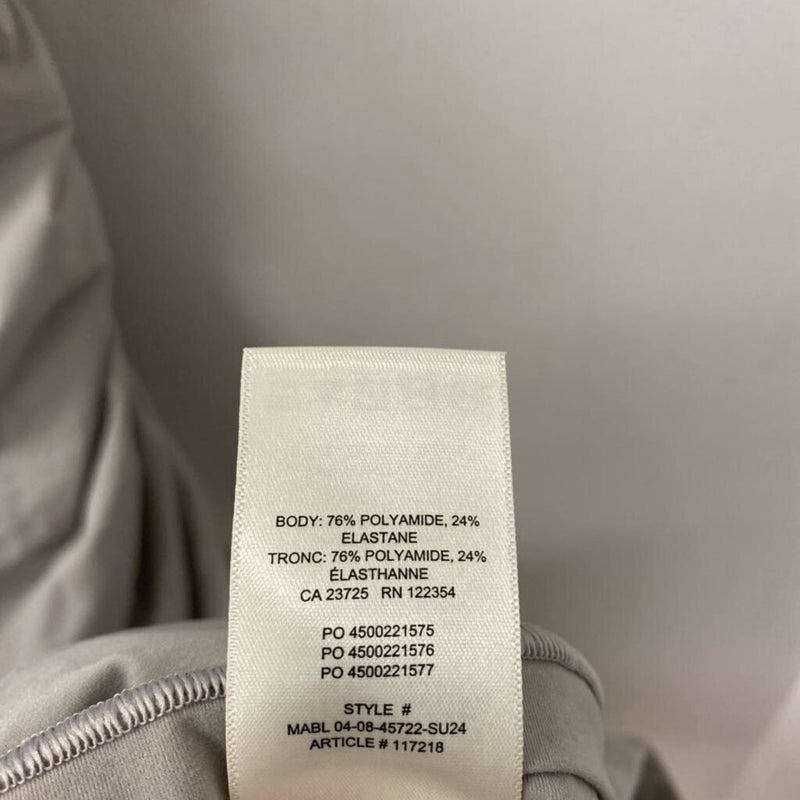 BODY: 76% POLYAMIDE, 24%
ELASTANE
TRONC: 76% POLYAMIDE, 24%
ÉLASTHANNE
CA 23725 RN 122354
PO 4500221575
PO 4500221576
PO 4500221577
STYLE #
MABL 04-08-45722-SU24
ARTICLE # 117218